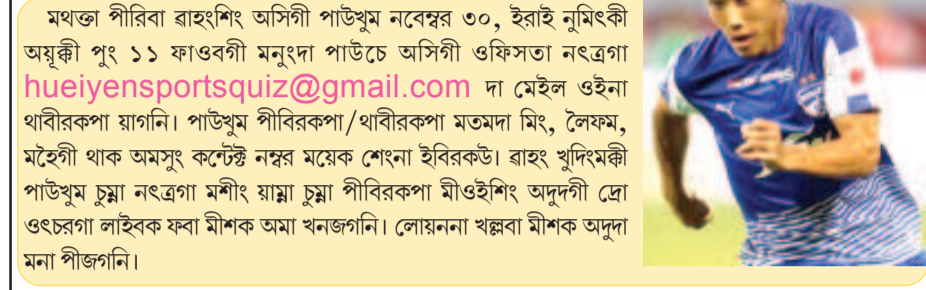 মথক্তা পীরিবা ৱাহংশিং অসিগী পাউখুম নবেম্বর ৩০, ইরাই নুমিৎকী
অয়ূক্কী পুং ১১ ফাওবগী মনুংদা পাউচে অসিগী ওফিসতা নৎত্রগা
hueiyensportsquiz@gmail.com দা মেইল ওইনা
থাবীরকপা য়াগনি। পাউখুম পীবিরকপা/থাবীরকপা মতমদা মিং, লৈফম,
মহৈগী থাক অমসুং কন্টেক্ট নম্বর ময়েক শেংনা ইবিরকউ। ৱাহং খুদিংমক্কী
পাউখুম চুম্না নৎত্রগা মশীং য়াম্না চুম্না পীবিরকপা মীওইশিং অদুদগী দ্রো
ওৎচরগা লাইবক ফবা মীশক অমা খনজগনি। লোয়ননা খল্লবা মীশক অদুদা
মনা পীজগনি।